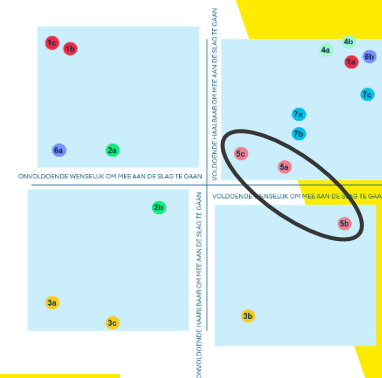 1c
1b
6a
2a
VOLDOENDE HAALBAAR OM MEE AAN DE SLAG TE GAAN
4b
4a
6b
1a
7c
7a
7b
5c
5a
ONVOLDOENDE WENSELIJK OM MEE AAN DE SLAG TE GAAN
VOLDOENDE WENSELIJK OM MEE AAN DE SLAG TE GAAN
2b
3a
3c
ONVOLDOENDE HAALBAAR OM MEE AAN DE SLAG TE GAAN
5b
3b